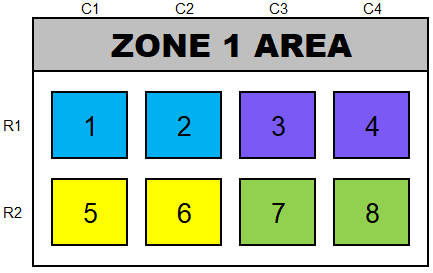 C1 C2 C3 C4
ZONE 1 AREA
R1 1 2 3 4
R2 5 6 7 8